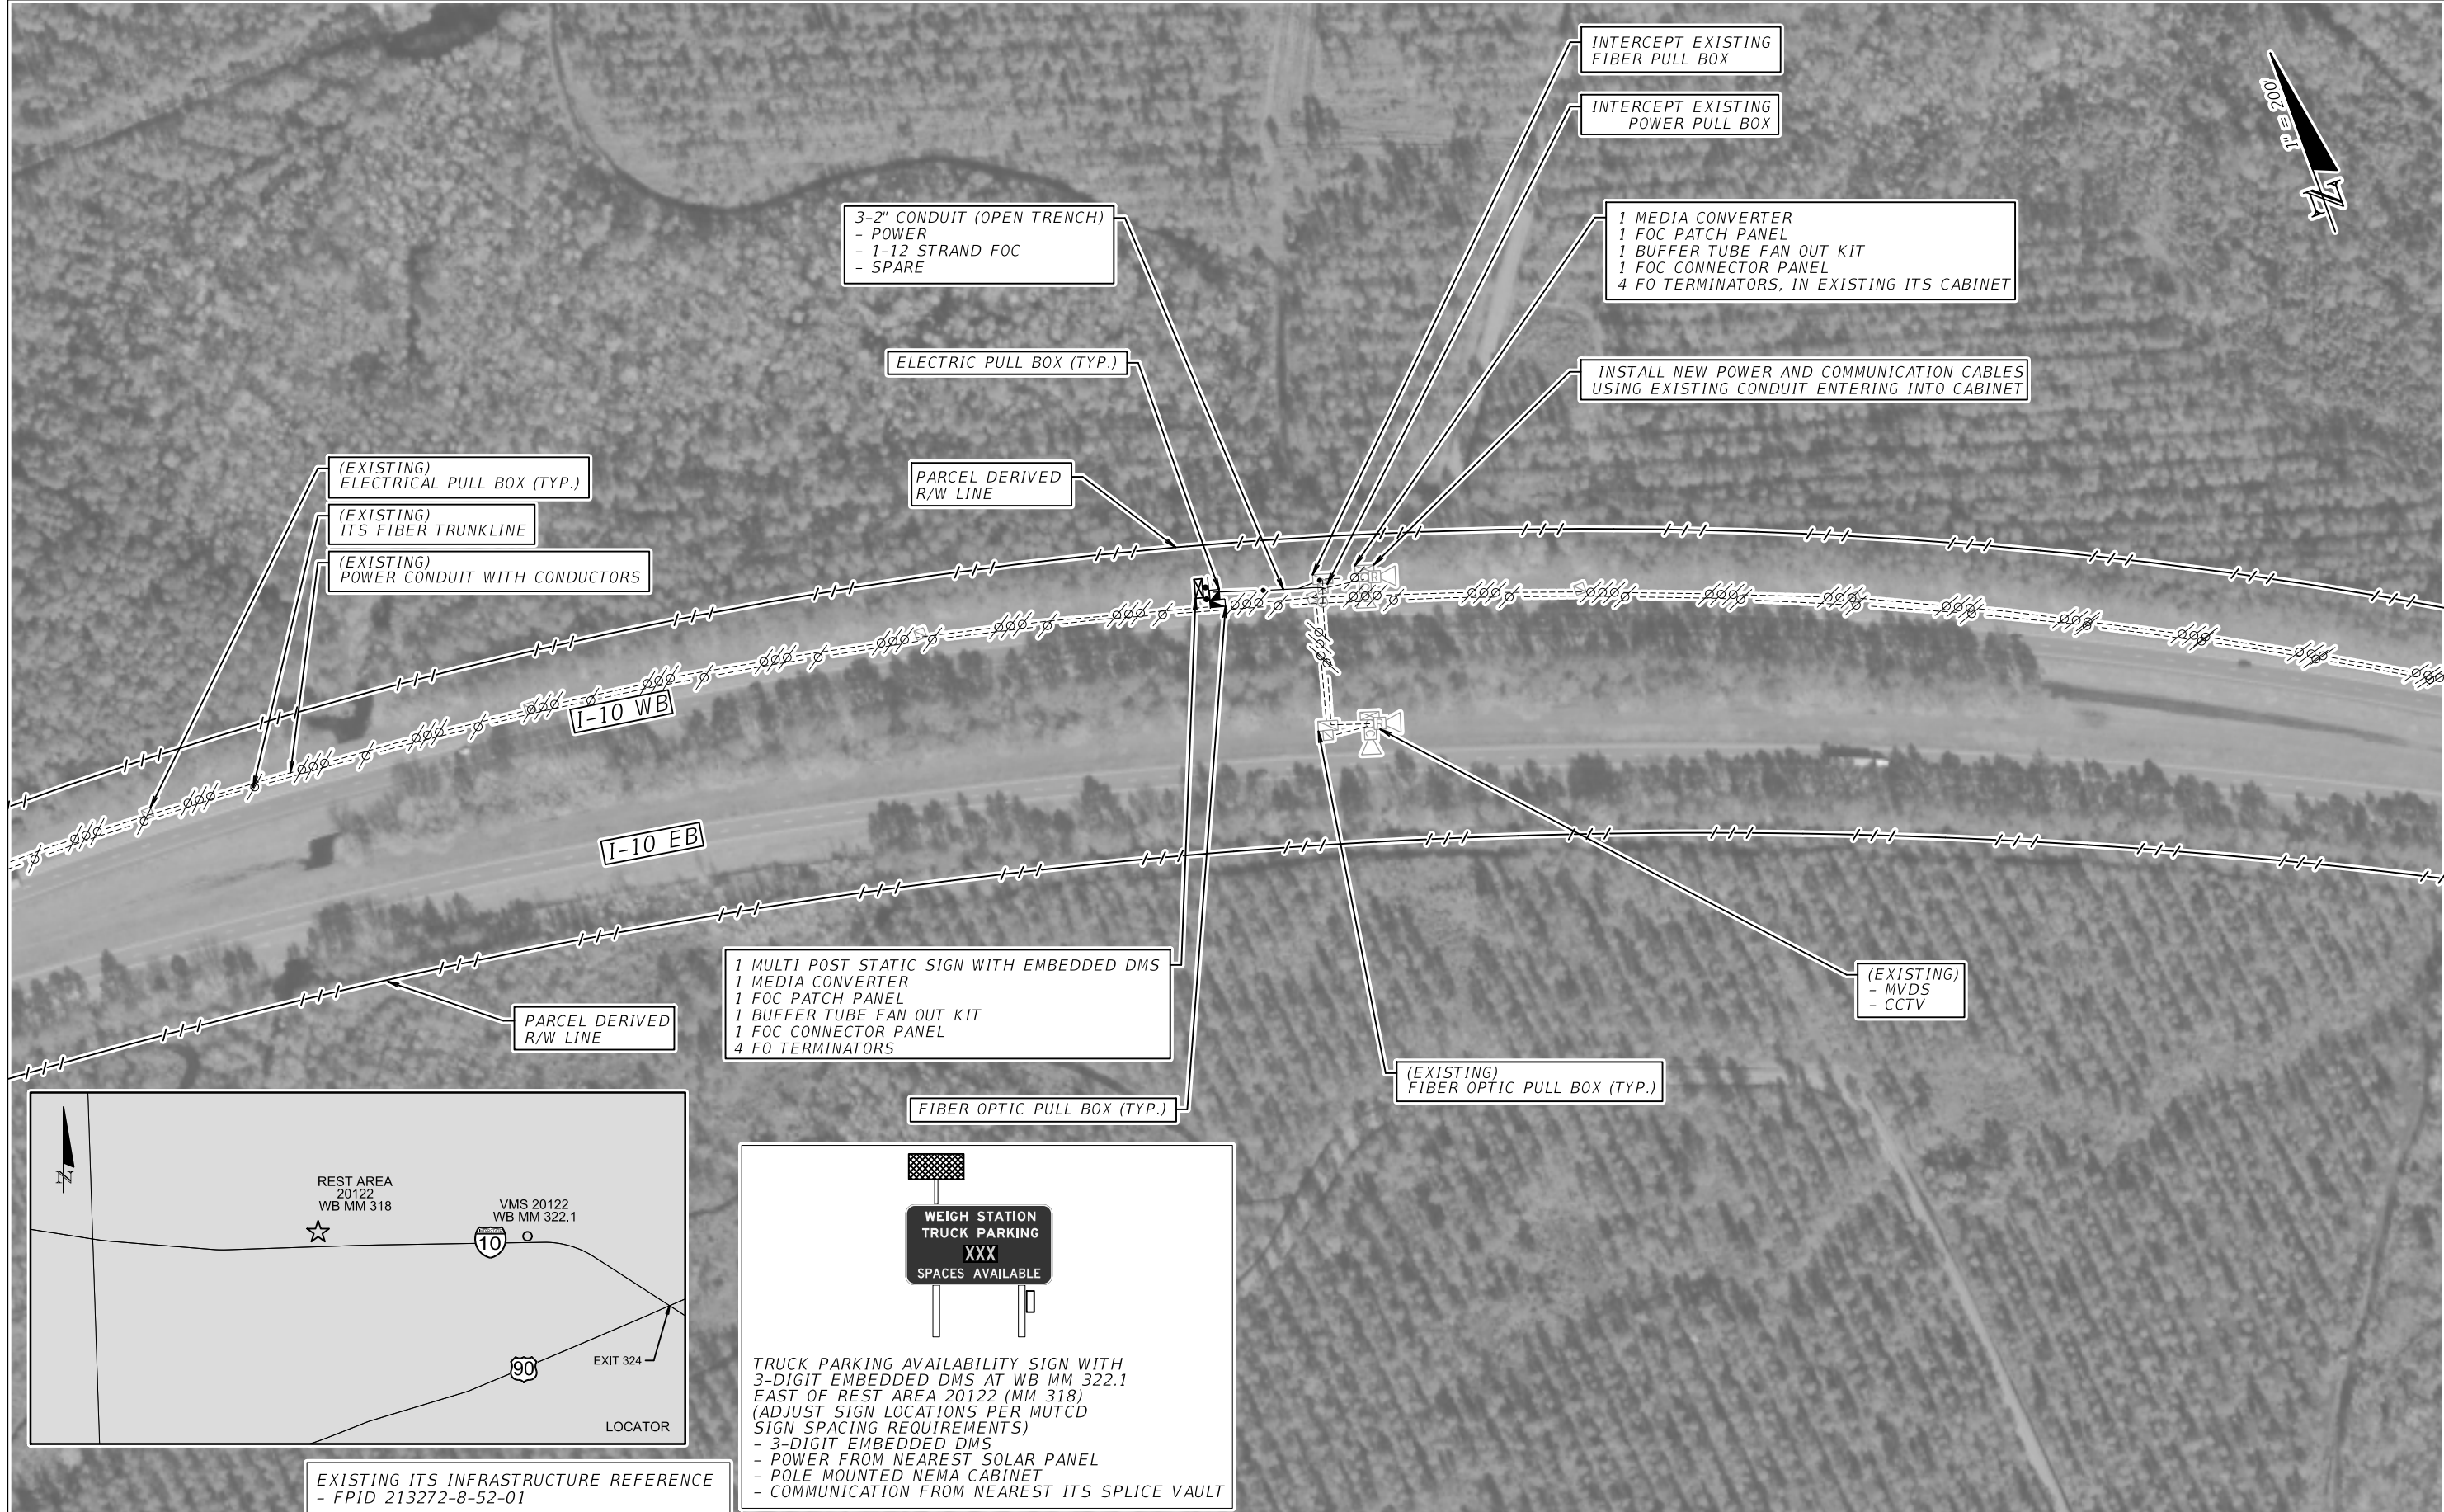 INTERCEPT EXISTING
FIBER PULL BOX
INTERCEPT EXISTING
POWER PULL BOX
1" = 200'
N
3-2" CONDUIT (OPEN TRENCH)
- POWER
- 1-12 STRAND FOC
- SPARE
1 MEDIA CONVERTER
1 FOC PATCH PANEL
1 BUFFER TUBE FAN OUT KIT
1 FOC CONNECTOR PANEL
4 FO TERMINATORS, IN EXISTING ITS CABINET
ELECTRIC PULL BOX (TYP.)
INSTALL NEW POWER AND COMMUNICATION CABLES
USING EXISTING CONDUIT ENTERING INTO CABINET
(EXISTING)
ELECTRICAL PULL BOX (TYP.)
PARCEL DERIVED
R/W LINE
(EXISTING)
ITS FIBER TRUNKLINE
(EXISTING)
POWER CONDUIT WITH CONDUCTORS
I-10 WB
I-10 EB
1 MULTI POST STATIC SIGN WITH EMBEDDED DMS
1 MEDIA CONVERTER
1 FOC PATCH PANEL
1 BUFFER TUBE FAN OUT KIT
1 FOC CONNECTOR PANEL
4 FO TERMINATORS
(EXISTING)
- MVDS
- CCTV
PARCEL DERIVED
R/W LINE
(EXISTING)
FIBER OPTIC PULL BOX (TYP.)
FIBER OPTIC PULL BOX (TYP.)
N
REST AREA
20122
WB MM 318
VMS 20122
WB MM 322.1
10
90
EXIT 324
LOCATOR
WEIGH STATION
TRUCK PARKING
XXX
SPACES AVAILABLE
TRUCK PARKING AVAILABILITY SIGN WITH
3-DIGIT EMBEDDED DMS AT WB MM 322.1
EAST OF REST AREA 20122 (MM 318)
(ADJUST SIGN LOCATIONS PER MUTCD
SIGN SPACING REQUIREMENTS)
- 3-DIGIT EMBEDDED DMS
- POWER FROM NEAREST SOLAR PANEL
- POLE MOUNTED NEMA CABINET
- COMMUNICATION FROM NEAREST ITS SPLICE VAULT
EXISTING ITS INFRASTRUCTURE REFERENCE
- FPID 213272-8-52-01